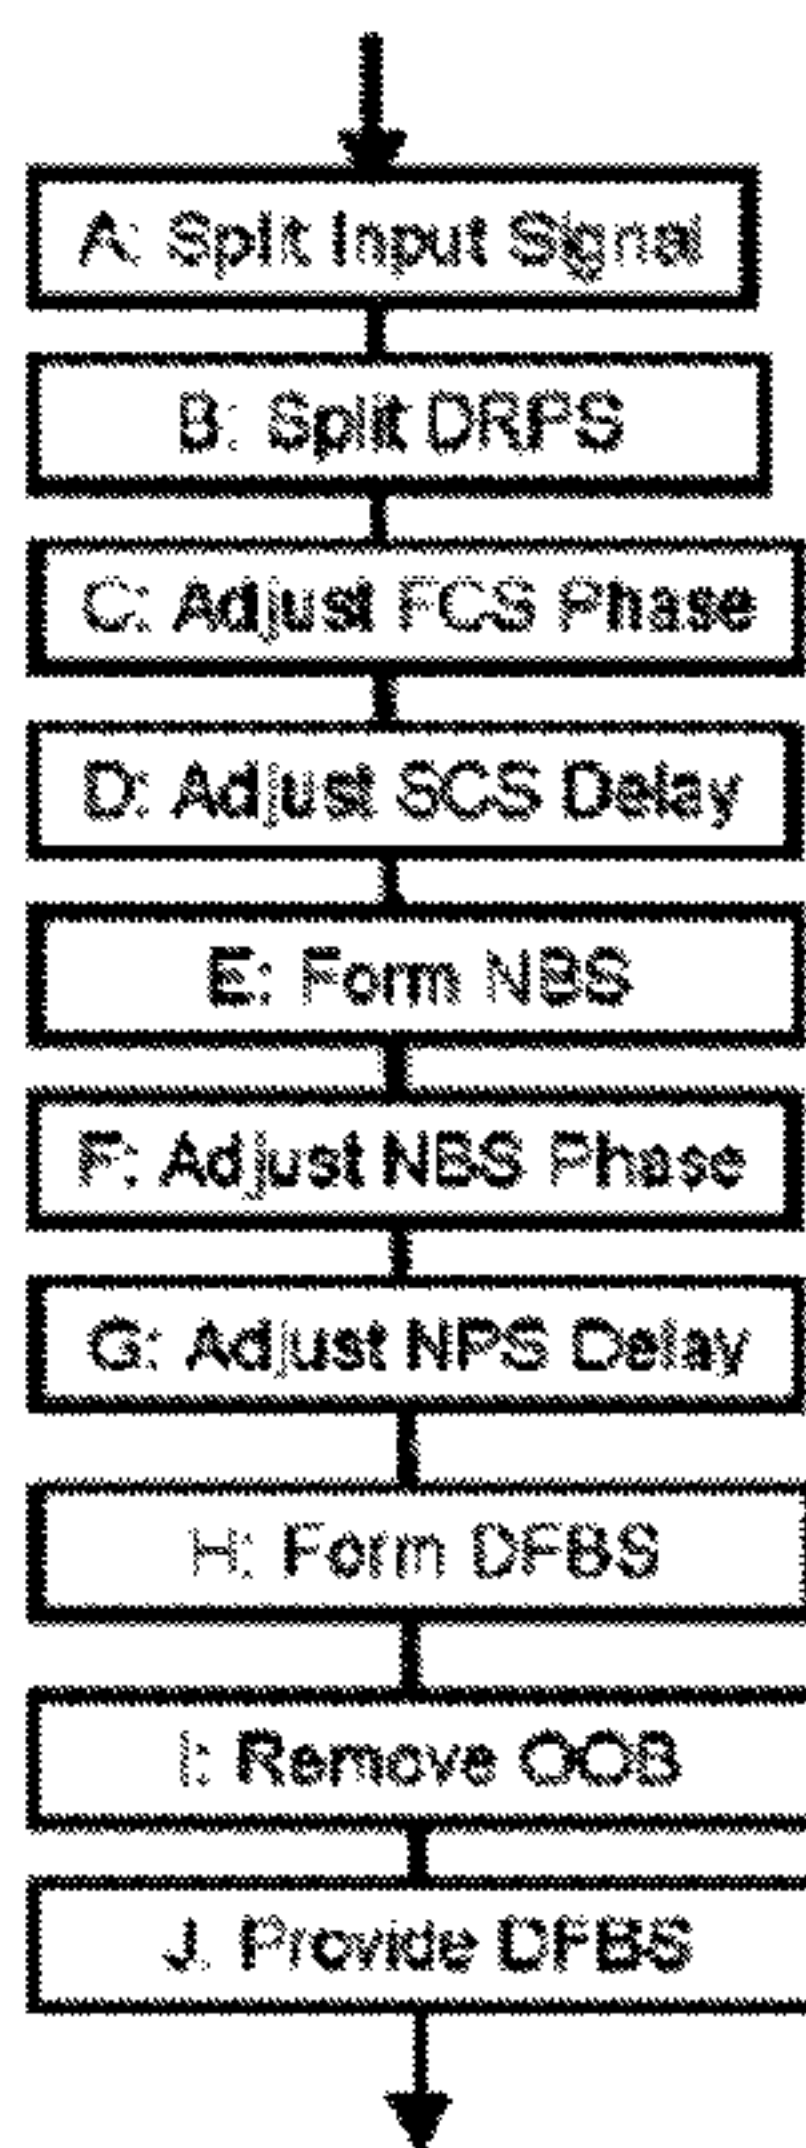 A: Split Input Signal
B: Split DRPS
C: Adjust FCS Phase
D: Adjust SCS Delay
E: Form NBS
F: Adjust NBS Phase
G: Adjust NPS Delay
H: Form DFBS
I: Remove OOB
J. Provide DFBS